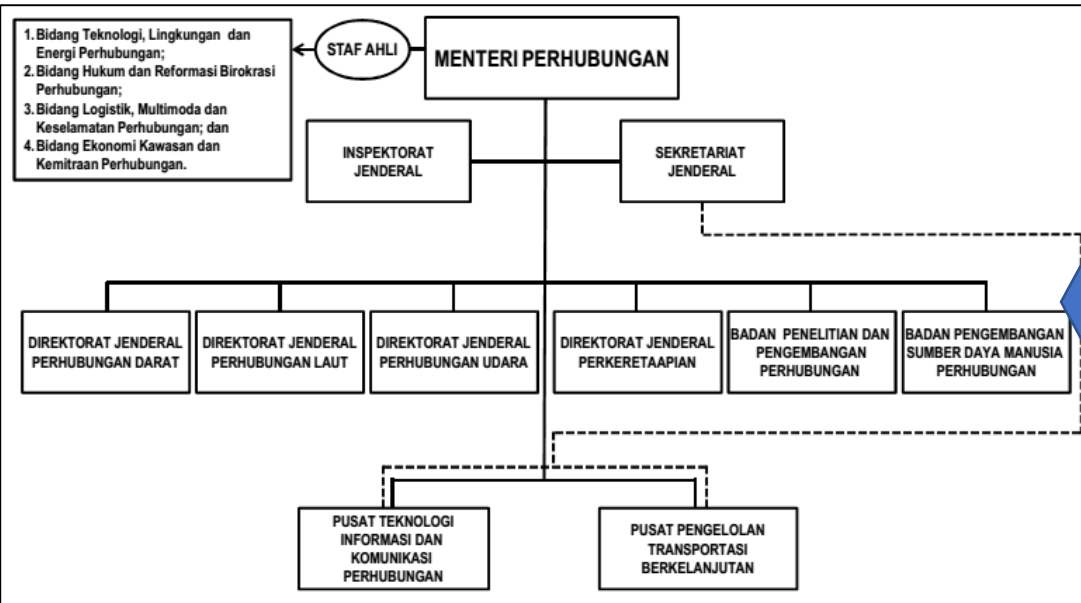 1. Bidang Teknologi, Lingkungan dan
Energi Perhubungan;
2. Bidang Hukum dan Reformasi Birokrasi
Perhubungan;
3. Bidang Logistik, Multimoda dan
Keselamatan Perhubungan; dan
4. Bidang Ekonomi Kawasan dan
Kemitraan Perhubungan.
STAF AHLI
MENTERI PERHUBUNGAN
INSPEKTORAT
JENDERAL
SEKRETARIAT
JENDERAL
DIREKTORAT JENDERAL
PERHUBUNGAN DARAT
DIREKTORAT JENDERAL
PERHUBUNGAN LAUT
DIREKTORAT JENDERAL
PERHUBUNGAN UDARA
DIREKTORAT JENDERAL
PERKERETAAPIAN
BADAN PENELITIAN DAN
PENGEMBANGAN
PERHUBUNGAN
BADAN PENGEMBANGAN
SUMBER DAYA MANUSIA
PERHUBUNGAN
PUSAT TEKNOLOGI
INFORMASI DAN
KOMUNIKASI
PERHUBUNGAN
PUSAT PENGELOLAN
TRANSPORTASI
BERKELANJUTAN